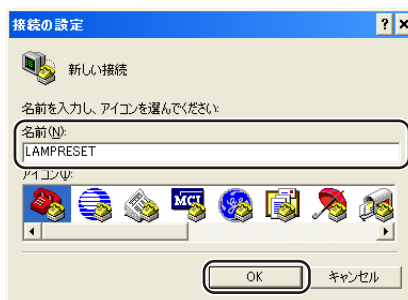 接続の設定
新しい接続
名前を入力し、アイコンを選んでください:
名前(N):
LAMPRESET
アイコン(I):
MCI
OK
キャンセル